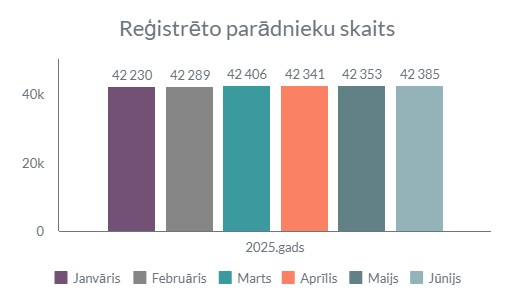 Reģistrēto parādnieku skaits
42 230 42 289 42 406 42 341 42 353 42 385
40k
20k
0
2025.gads
Janvāris Februāris Marts Aprīlis Maijs Jūnijs